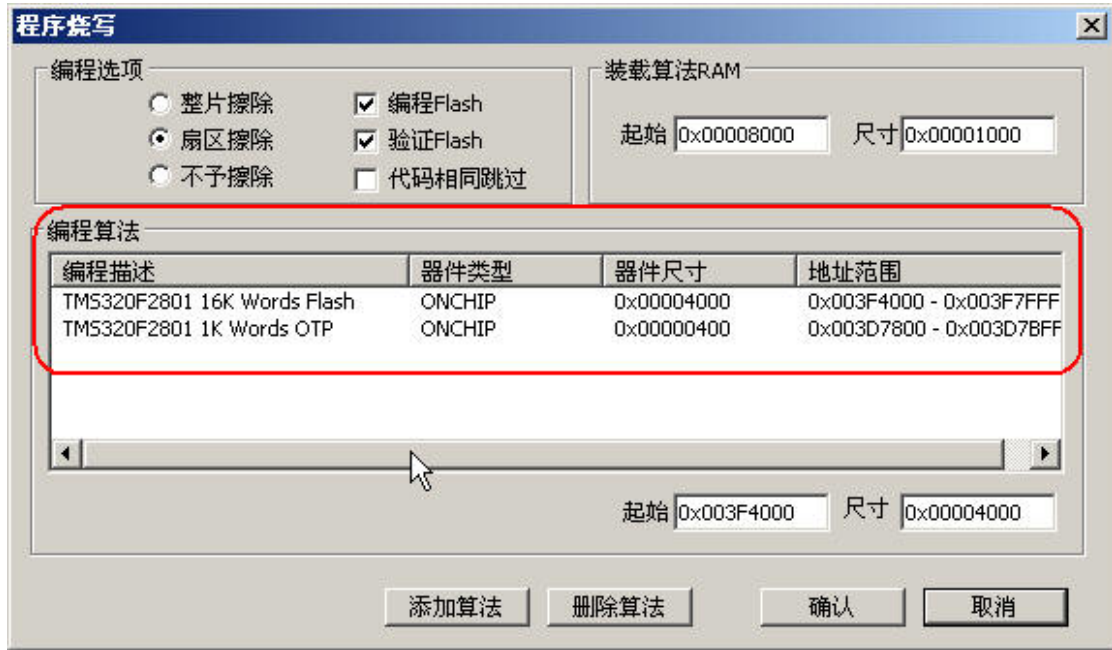 程序烧写
编程选项
整片擦除
编程Flash
扇区擦除
验证Flash
不予擦除
代码相同跳过
装载算法RAM
起始 0x00008000 尺寸 0x00001000
编程算法
编程描述 器件类型 器件尺寸 地址范围
TMS320F2801 16K Words Flash ONCHIP 0x00004000 0x003F4000 - 0x003F7FFF
TMS320F2801 1K Words OTP ONCHIP 0x00000400 0x003D7800 - 0x003D7BFF
起始 0x003F4000 尺寸 0x00004000
添加算法 删除算法 确认 取消